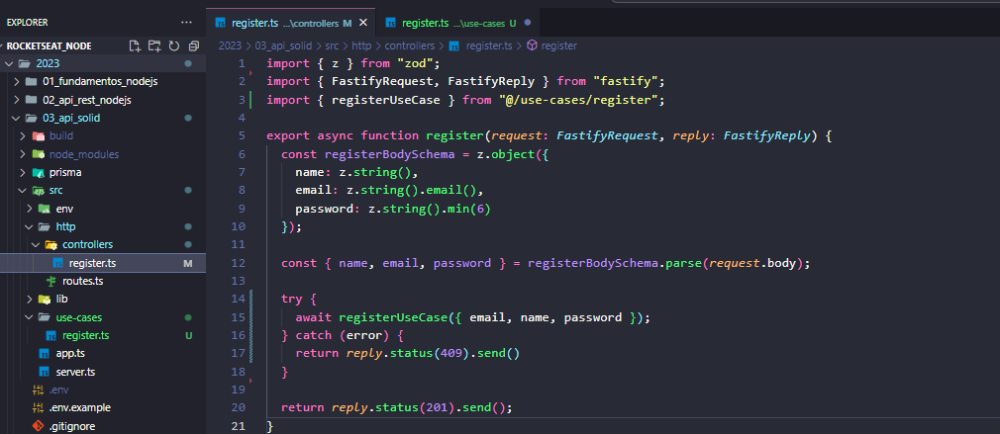 EXPLORER
ROCKETSEAT_NODE
2023
01_fundamentos_nodejs
02_api_rest_nodejs
03_api_solid
build
node_modules
prisma
src
env
http
controllers
register.ts M
routes.ts
lib
use-cases
register.ts U
app.ts
server.ts
.env
.env.example
.gitignore
register.ts ...\controllers M register.ts ...\use-cases U
2023 > 03_api_solid > src > http > controllers > register.ts > register
1 import { z } from "zod";
2 import { FastifyRequest, FastifyReply } from "fastify";
3 import { registerUseCase } from "@/use-cases/register";
4
5 export async function register(request: FastifyRequest, reply: FastifyReply) {
6   const registerBodySchema = z.object({
7     name: z.string(),
8     email: z.string().email(),
9     password: z.string().min(6)
10   });
11
12   const { name, email, password } = registerBodySchema.parse(request.body);
13
14   try {
15     await registerUseCase({ email, name, password });
16   } catch (error) {
17     return reply.status(409).send()
18   }
19
20   return reply.status(201).send();
21 }